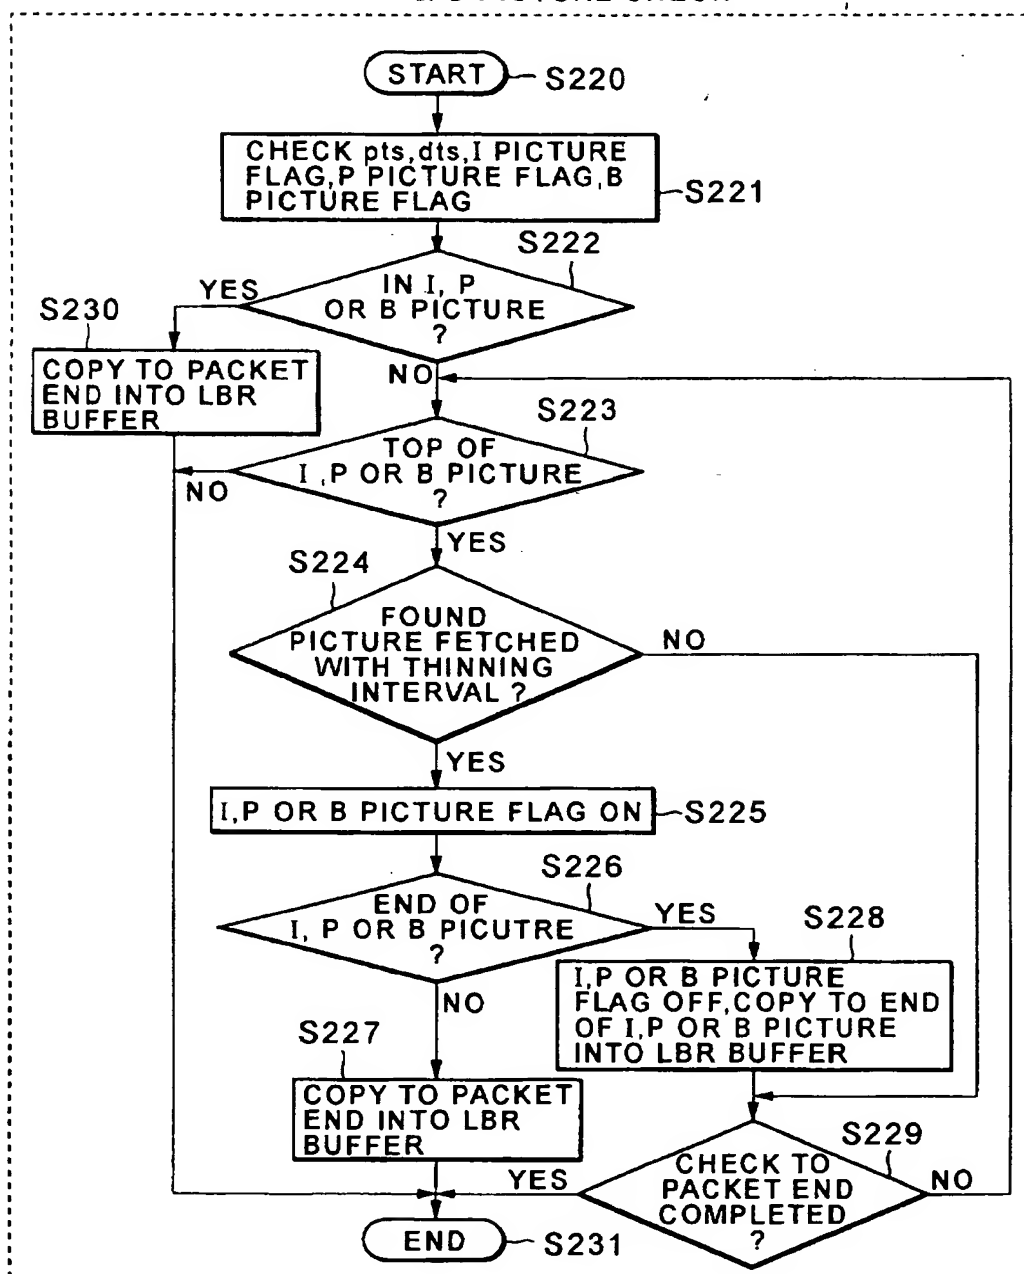 START
S220
CHECK pts,dts,I PICTURE
FLAG,P PICTURE FLAG,B
PICTURE FLAG
S221
S222
IN I, P
OR B PICTURE
?
YES
S230
COPY TO PACKET
END INTO LBR
BUFFER
NO
S223
TOP OF
I ,P OR B PICTURE
?
NO
YES
S224
FOUND
PICTURE FETCHED
WITH THINNING
INTERVAL ?
NO
YES
I,P OR B PICTURE FLAG ON
S225
S226
END OF
I, P OR B PICUTRE
?
YES
S228
I,P OR B PICTURE
FLAG OFF,COPY TO END
OF I,P OR B PICTURE
INTO LBR BUFFER
NO
S227
COPY TO PACKET
END INTO LBR
BUFFER
S229
CHECK TO
PACKET END
COMPLETED
?
YES
NO
END
S231